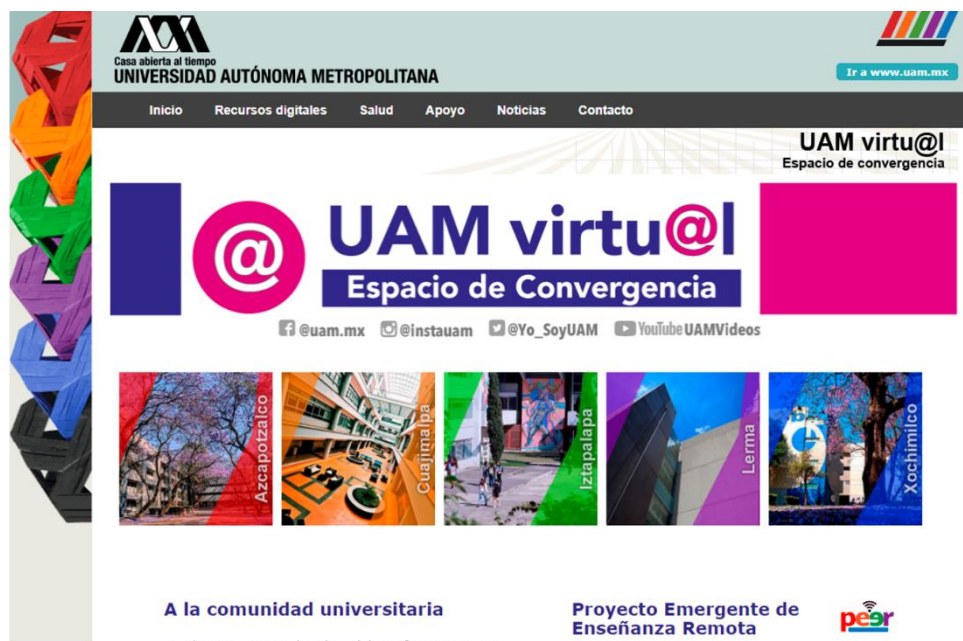 Casa abierta al tiempo
UNIVERSIDAD AUTÓNOMA METROPOLITANA
Ir a www.uam.mx
Inicio Recursos digitales Salud Apoyo Noticias Contacto
UAM virtu@l
Espacio de convergencia
@ UAM virtu@l
Espacio de Convergencia
@uam.mx @instauam @Yo_SoyUAM YouTube UAMVideos
Azcapotzalco
Cuajimalpa
Iztapalapa
Lerma
Xochimilco
A la comunidad universitaria
Proyecto Emergente de
Enseñanza Remota
peer